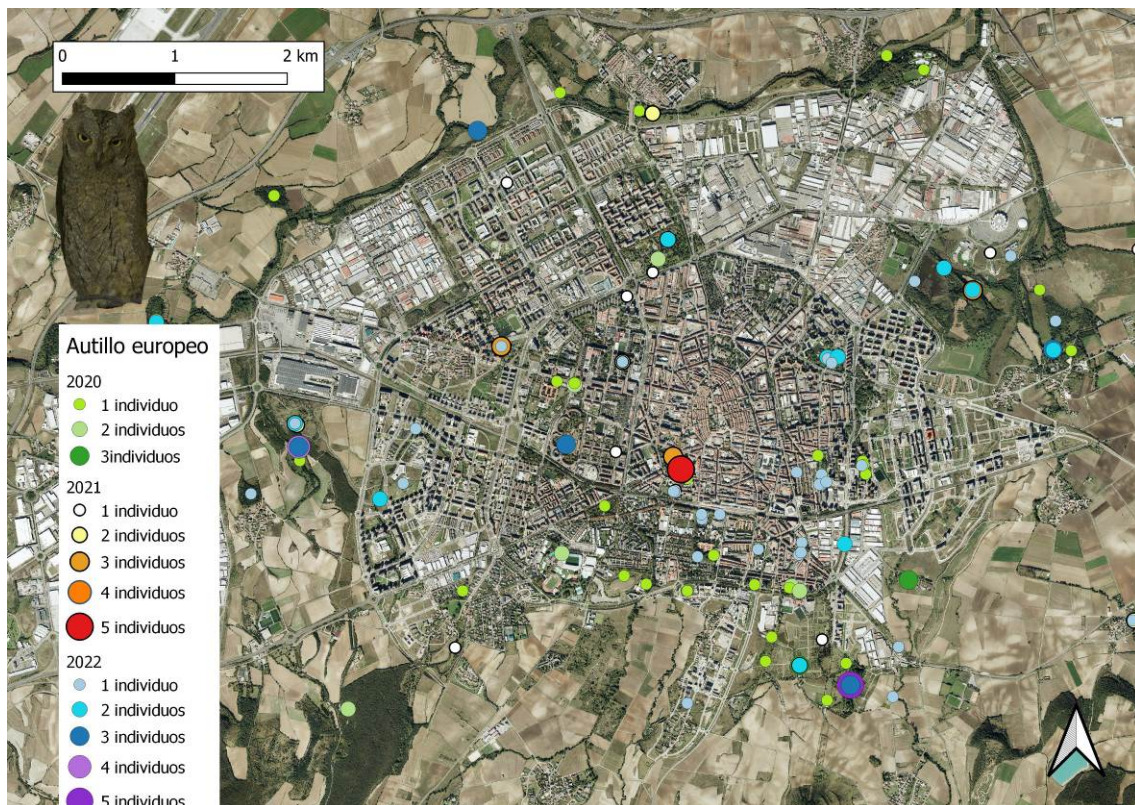 0 1 2 km
Autillo europeo
2020
1 individuo
2 individuos
3individuos
2021
1 individuo
2 individuos
3 individuos
4 individuos
5 individuos
2022
1 individuo
2 individuos
3 individuos
4 individuos
5 individuos